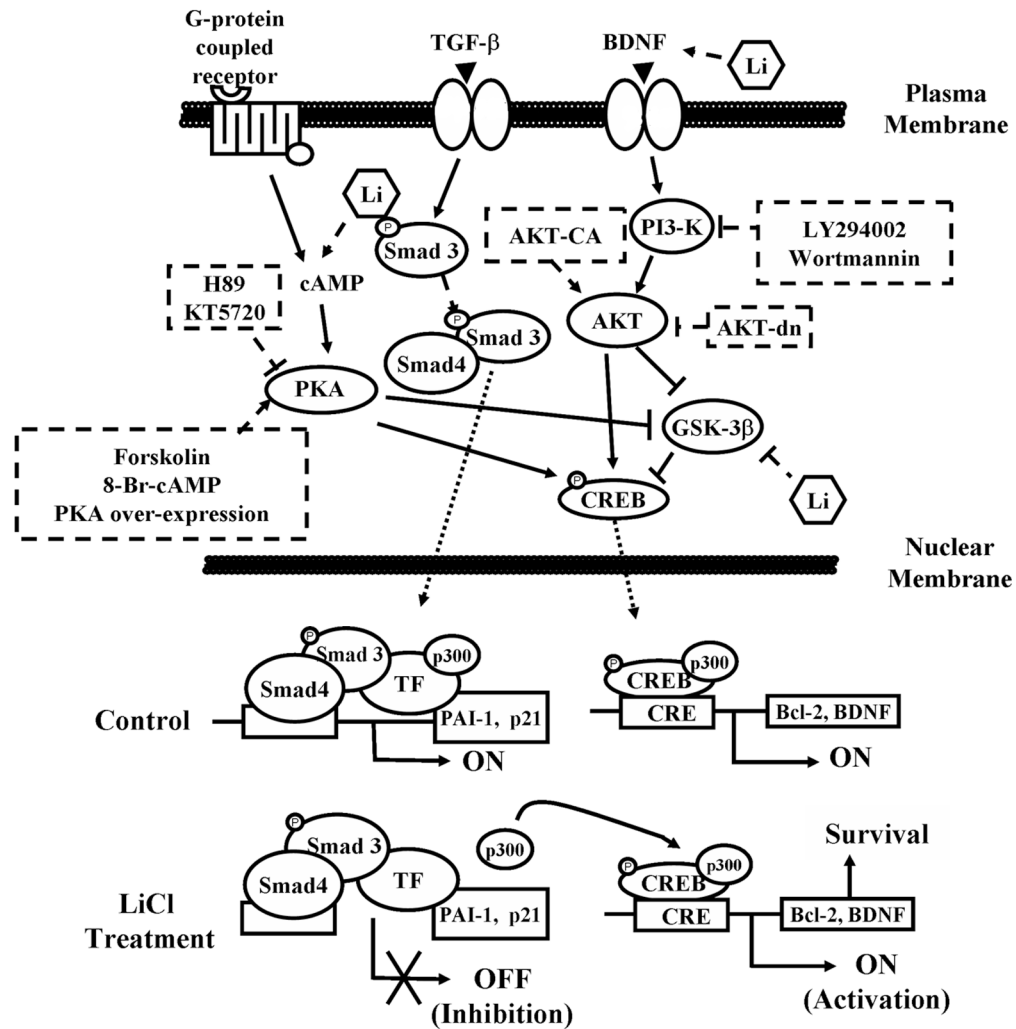 G-protein
coupled
receptor
TGF-β
BDNF
Li
Plasma
Membrane
Li
P
Smad 3
AKT-CA
PI3-K
LY294002
Wortmannin
H89
KT5720
cAMP
P
Smad 3
Smad4
AKT
AKT-dn
PKA
GSK-3β
Forskolin
8-Br-cAMP
PKA over-expression
P
CREB
Li
Nuclear
Membrane
Control
P
Smad 3
Smad4
TF
p300
PAI-1, p21
ON
P
CREB
p300
CRE
Bcl-2, BDNF
ON
LiCl
Treatment
P
Smad 3
Smad4
TF
p300
PAI-1, p21
OFF
(Inhibition)
P
CREB
p300
CRE
Survival
Bcl-2, BDNF
ON
(Activation)